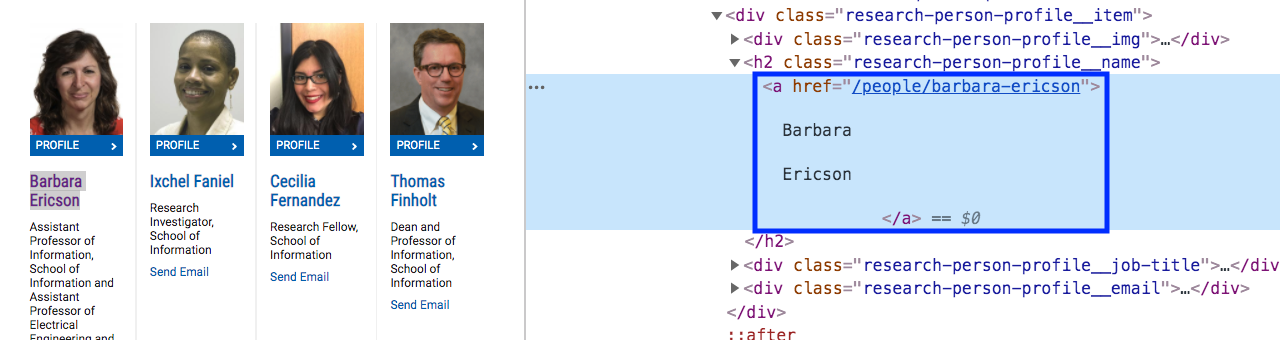 PROFILE >
PROFILE >
PROFILE >
PROFILE >
Barbara
Ericson
Assistant
Professor of
Information,
School of
Information and
Assistant
Professor of
Electrical
Engineering and
Ixchel Faniel
Research
Investigator,
School of
Information
Send Email
Cecilia
Fernandez
Research Fellow,
School of
Information
Send Email
Thomas
Finholt
Dean and
Professor of
Information,
School of
Information
Send Email
▼<div class="research-person-profile__item">
▶<div class="research-person-profile__img">…</div>
▼<h2 class="research-person-profile__name">
… <a href="/people/barbara-ericson">
Barbara
Ericson
</a> == $0
</h2>
▶<div class="research-person-profile__job-title">…</div
▶<div class="research-person-profile__email">…</div>
</div>
::after